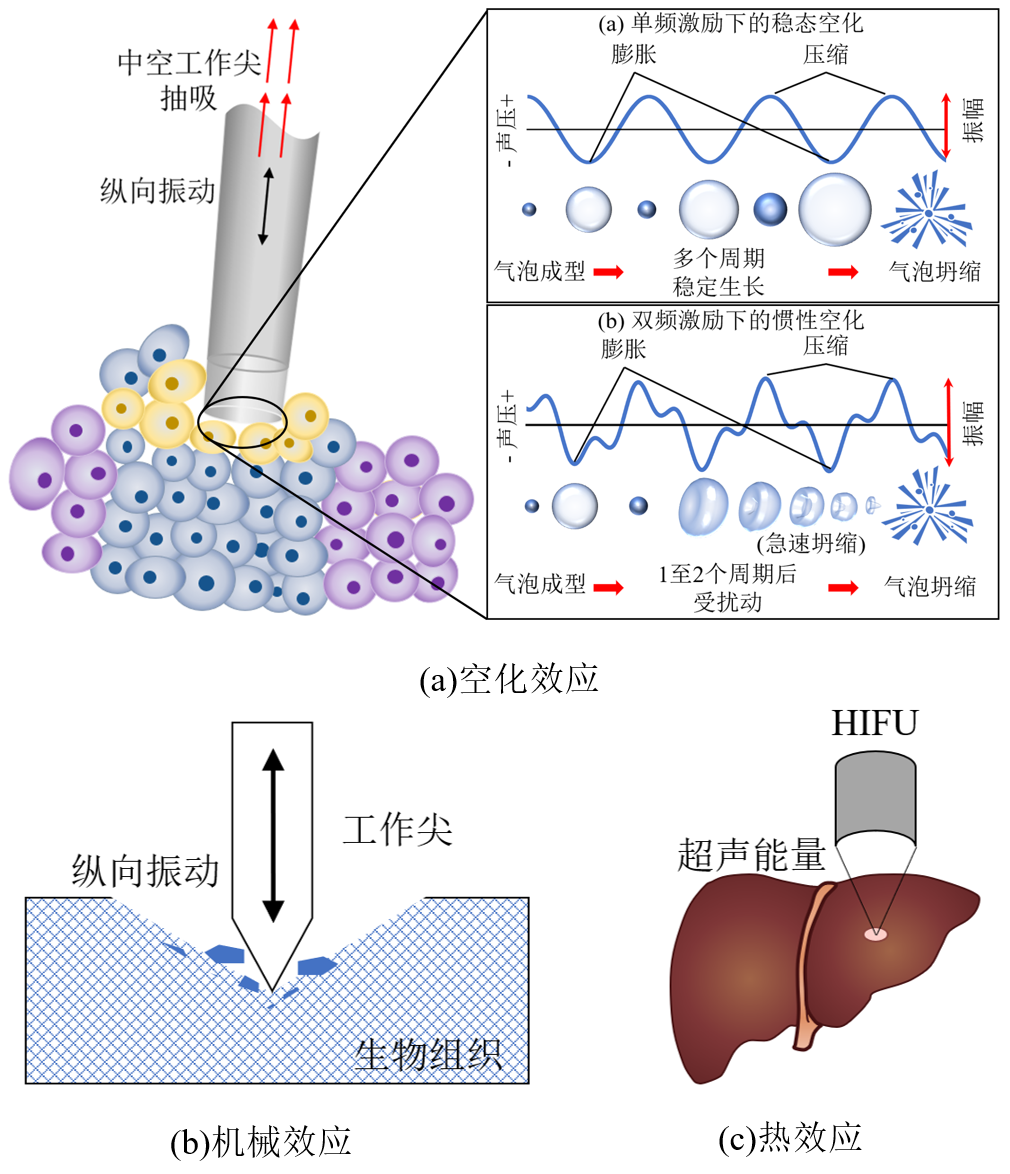 中空工作尖
抽吸
纵向振动
(a) 单频激励下的稳态空化
膨胀
压缩
- 声压+
振幅
气泡成型
多个周期
稳定生长
气泡坍缩
(b) 双频激励下的惯性空化
膨胀
压缩
- 声压+
振幅
(急速坍缩)
气泡成型
1至2个周期后
受扰动
气泡坍缩
(a)空化效应
工作尖
纵向振动
生物组织
(b)机械效应
HIFU
超声能量
(c)热效应